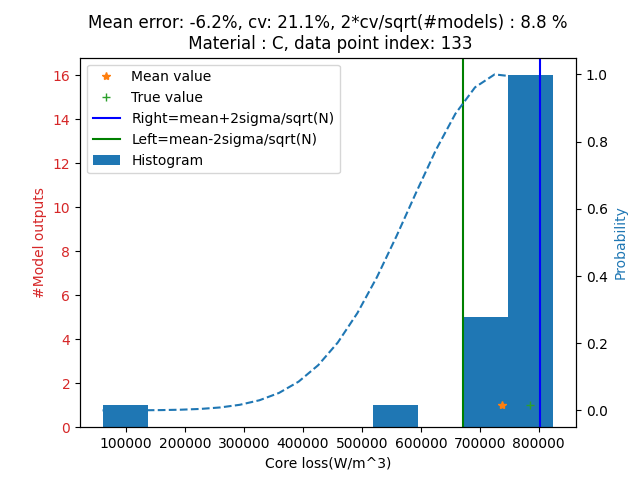 Mean error: -6.2%, cv: 21.1%, 2*cv/sqrt(#models) : 8.8 %
Material : C, data point index: 133
Mean value
True value
Right=mean+2sigma/sqrt(N)
Left=mean-2sigma/sqrt(N)
Histogram
#Model outputs
16
14
12
10
8
6
4
2
0
1.0
0.8
0.6
0.4
0.2
0.0
Probability
100000 200000 300000 400000 500000 600000 700000 800000
Core loss(W/m^3)